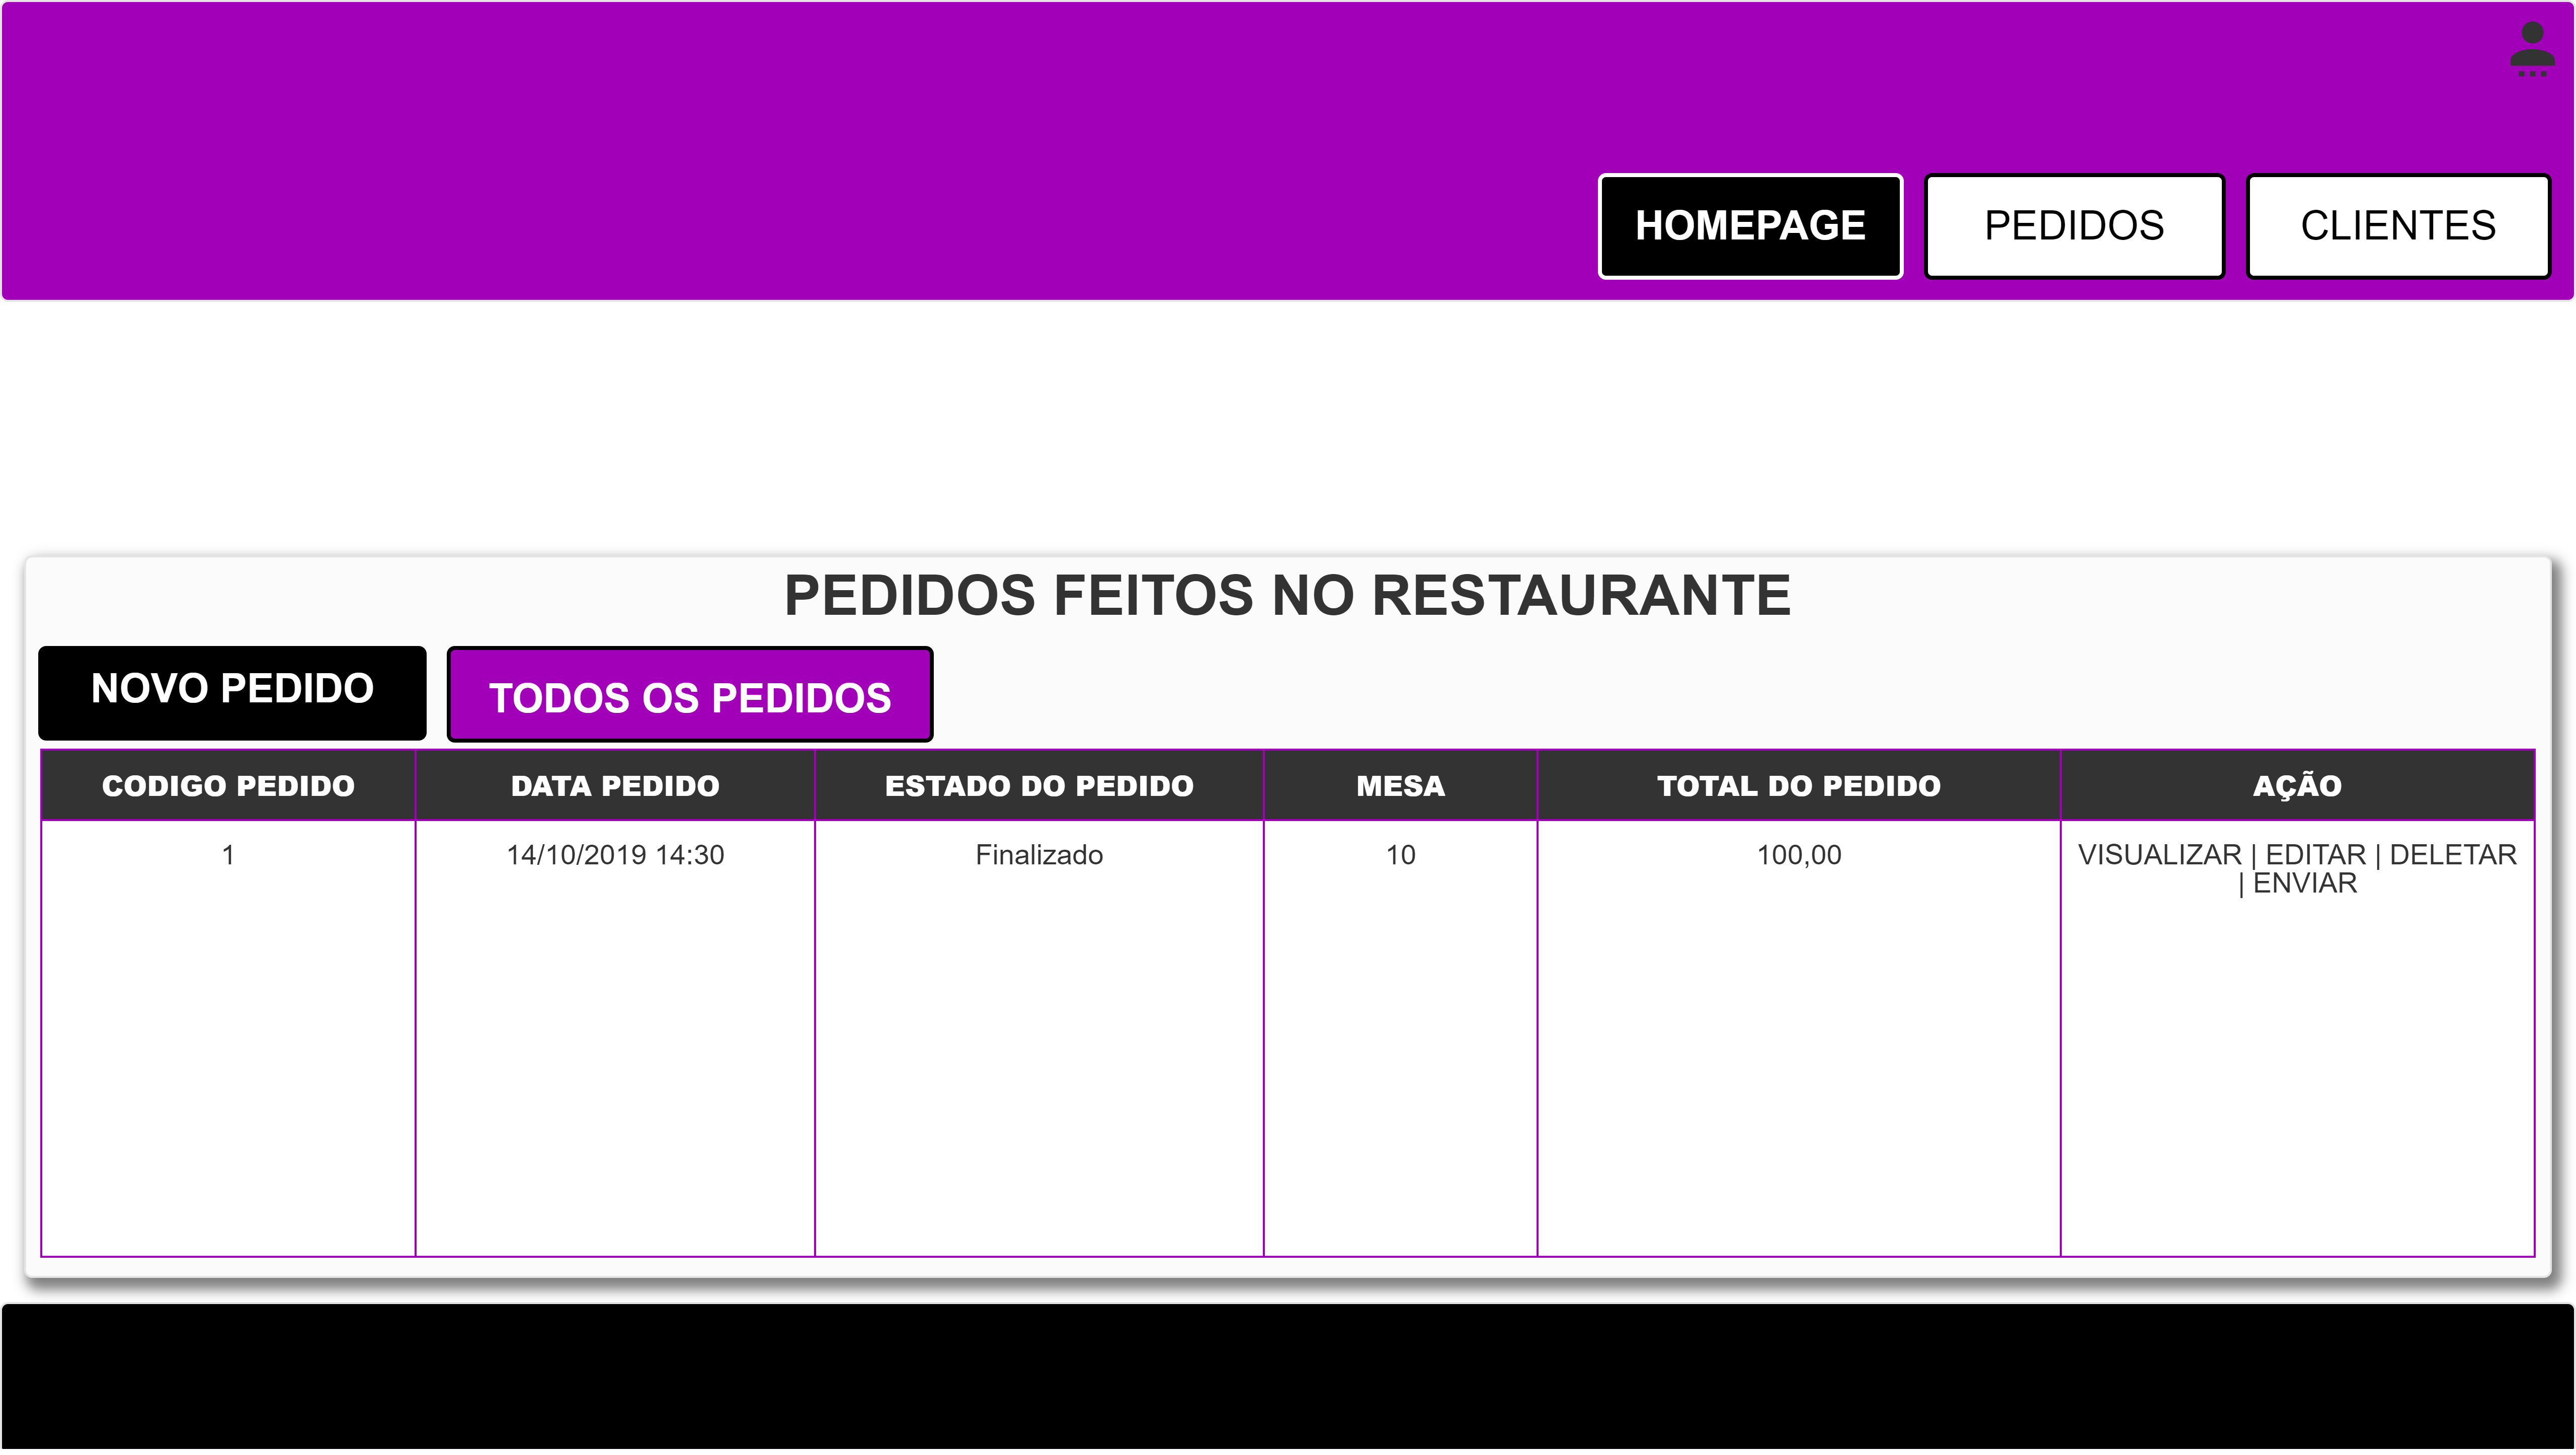 HOMEPAGE
PEDIDOS
CLIENTES
PEDIDOS FEITOS NO RESTAURANTE
NOVO PEDIDO
TODOS OS PEDIDOS
CODIGO PEDIDO
DATA PEDIDO
ESTADO DO PEDIDO
MESA
TOTAL DO PEDIDO
AÇÃO
1
14/10/2019 14:30
Finalizado
10
100,00
VISUALIZAR | EDITAR | DELETAR
| ENVIAR